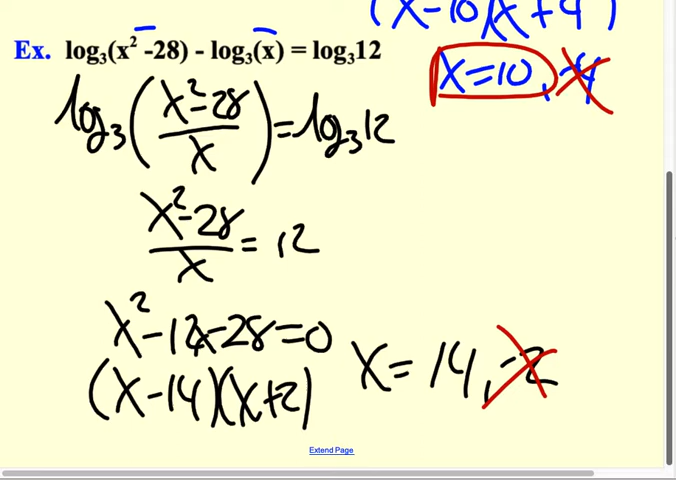 (x-10)(x+4)
Ex. log₃(x² -28) - log₃(x) = log₃12
x=10, -4
log₃(x²-28/x)=log₃12
x²-28/x = 12
x²-12x-28=0
(x-14)(x+2)
x= 14, -2
Extend Page